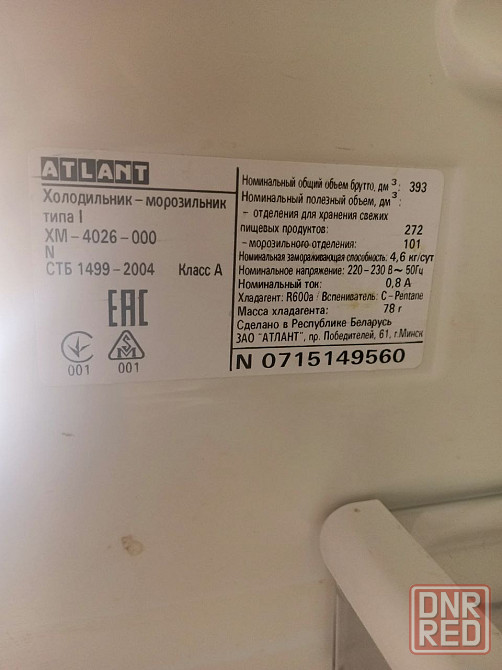 ATLANT
Холодильник – морозильник
типа I
ХМ – 4026 – 000
N
СТБ 1499 – 2004 Класс А
ЕАС
001 001
Номинальный общий объем брутто, дм³: 393
Номинальный полезный объем, дм³:
– отделения для хранения свежих
пищевых продуктов: 272
– морозильного отделения: 101
Номинальная замораживающая способность: 4,6 кг/сут
Номинальное напряжение: 220 – 230 В ~ 50Гц
Номинальный ток: 0,8 А
Хладагент: R600a / Вспениватель: C – Pentane
Масса хладагента: 78 г
Сделано в Республике Беларусь
ЗАО "АТЛАНТ", пр. Победителей, 61, г.Минск
N 0715149560
DNR
RED